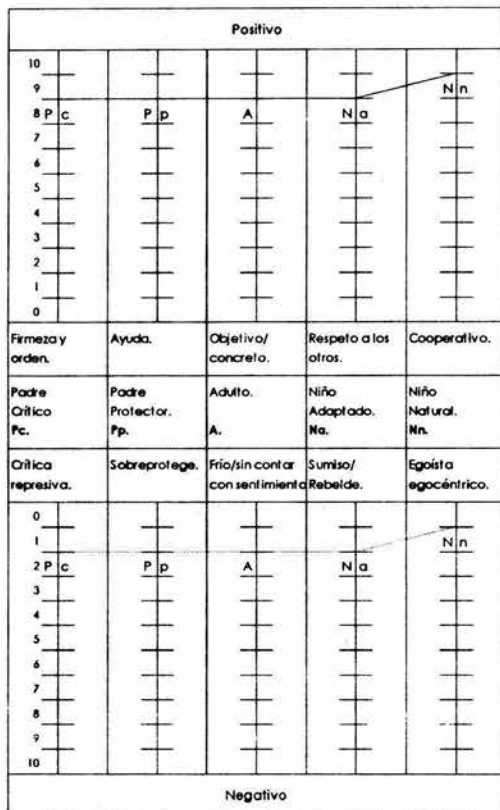 Positivo
10
9
8
7
6
5
4
3
2
1
0
P c
P p
A
N a
N n
Firmeza y
orden.
Ayuda.
Objetivo/
concreto.
Respeto a los
otros.
Cooperativo.
Padre
Crítico
Pc.
Padre
Protector.
Pp.
Adulto.
A.
Niño
Adaptado.
Na.
Niño
Natural.
Nn.
Crítica
represiva.
Sobreprotege.
Frío/sin contar
con sentimiento
Sumiso/
Rebelde.
Egoísta
egocéntrico.
0
1
2
3
4
5
6
7
8
9
10
P c
P p
A
N a
N n
Negativo